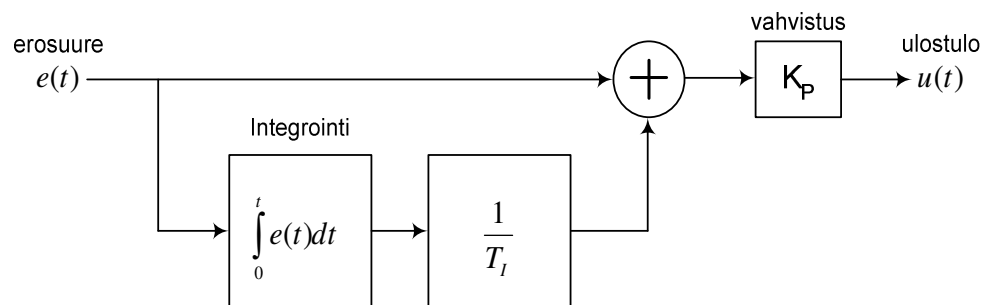 vahvistus
erosuure
ulostulo
e(t)
+
K_P
u(t)
Integrointi
∫₀ᵗ e(t)dt
1/T_I